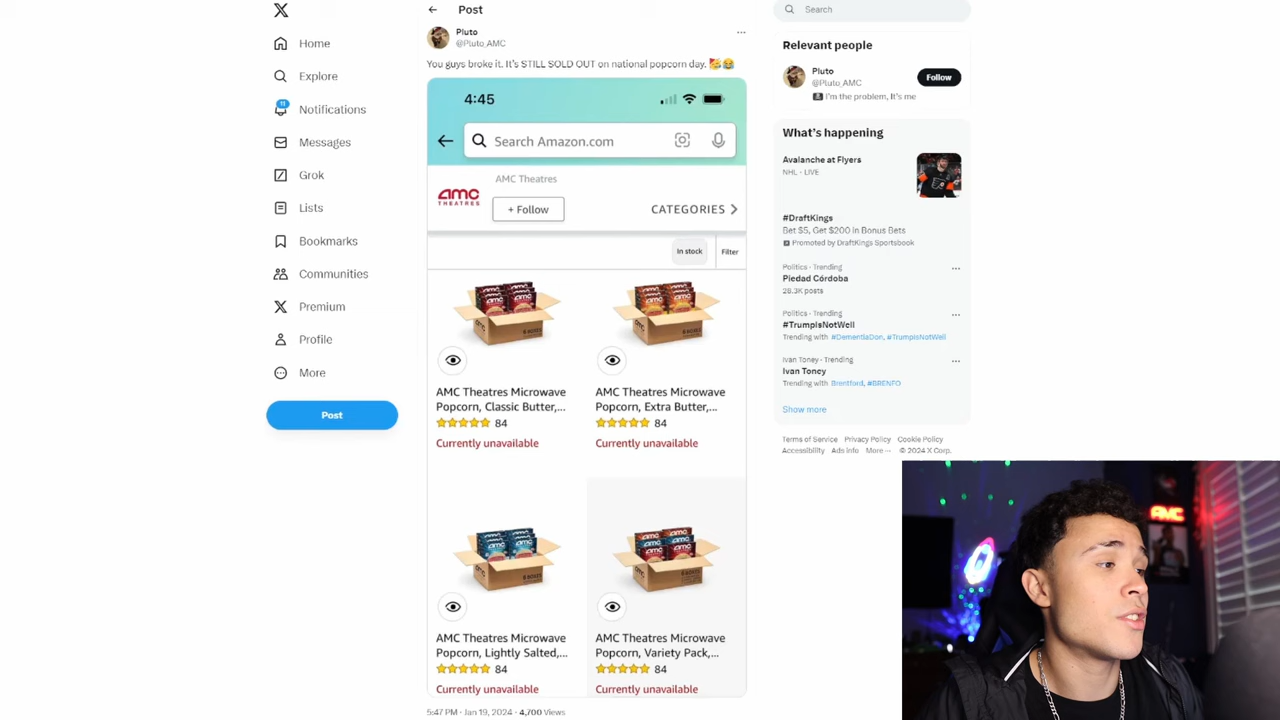 Home
Explore
11
Notifications
Messages
Grok
Lists
Bookmarks
Communities
Premium
Profile
More
Post
Post
Pluto
@Pluto_AMC
You guys broke it. It's STILL SOLD OUT on national popcorn day. 🥳😂
4:45
Search Amazon.com
amc
THEATRES
AMC Theatres
+ Follow
CATEGORIES
In stock
Filter
AMC Theatres Microwave
Popcorn, Classic Butter,...
84
Currently unavailable
AMC Theatres Microwave
Popcorn, Extra Butter,...
84
Currently unavailable
AMC Theatres Microwave
Popcorn, Lightly Salted,...
84
Currently unavailable
AMC Theatres Microwave
Popcorn, Variety Pack,...
84
Currently unavailable
5:47 PM · Jan 19, 2024 · 4,700 Views
Search
Relevant people
Pluto
@Pluto_AMC
Follow
I'm the problem, It's me
What's happening
Avalanche at Flyers
NHL · LIVE
#DraftKings
Bet $5, Get $200 in Bonus Bets
Promoted by DraftKings Sportsbook
Politics · Trending
Piedad Córdoba
28.3K posts
Politics · Trending
#TrumpIsNotWell
Trending with #DementiaDon, #TrumpIsNotWell
Ivan Toney · Trending
Ivan Toney
Trending with Brentford, #BRENFO
Show more
Terms of Service Privacy Policy Cookie Policy
Accessibility Ads info More ··· © 2024 X Corp.
AMC